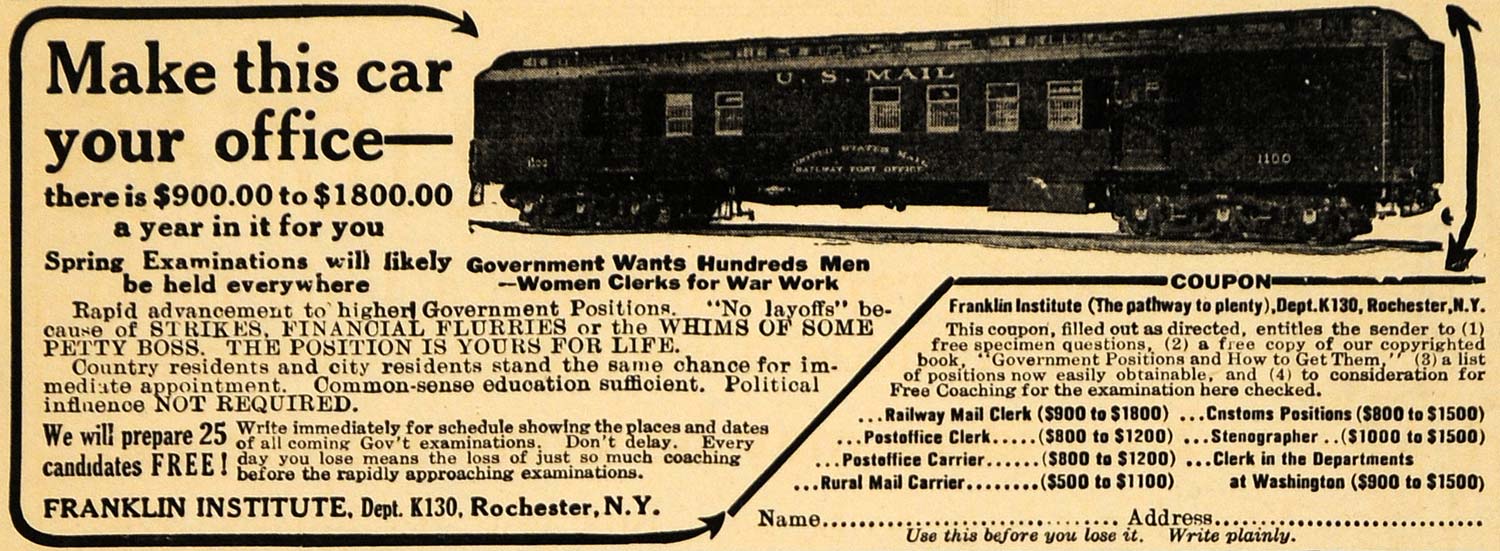 Make this car
your office—
there is $900.00 to $1800.00
a year in it for you
Spring Examinations will likely
be held everywhere
U. S. MAIL
1100
UNITED STATES MAIL
RAILWAY POST OFFICE
1100
Government Wants Hundreds Men
—Women Clerks for War Work
Rapid advancement to higher Government Positions. "No layoffs" be-
cause of STRIKES, FINANCIAL FLURRIES or the WHIMS OF SOME
PETTY BOSS. THE POSITION IS YOURS FOR LIFE.
Country residents and city residents stand the same chance for im-
mediate appointment. Common-sense education sufficient. Political
influence NOT REQUIRED.
We will prepare 25
candidates FREE!
Write immediately for schedule showing the places and dates
of all coming Gov't examinations. Don't delay. Every
day you lose means the loss of just so much coaching
before the rapidly approaching examinations.
FRANKLIN INSTITUTE, Dept. K130, Rochester, N.Y.
COUPON
Franklin Institute (The pathway to plenty), Dept. K130, Rochester, N.Y.
This coupon, filled out as directed, entitles the sender to (1)
free specimen questions, (2) a free copy of our copyrighted
book, "Government Positions and How to Get Them," (3) a list
of positions now easily obtainable, and (4) to consideration for
Free Coaching for the examination here checked.
...Railway Mail Clerk ($900 to $1800) ...Cnstoms Positions ($800 to $1500)
...Postoffice Clerk.....($800 to $1200) ...Stenographer ..($1000 to $1500)
...Postoffice Carrier......($800 to $1200) ...Clerk in the Departments
...Rural Mail Carrier........($500 to $1100) at Washington ($900 to $1500)
Name.............................. Address..............................
Use this before you lose it. Write plainly.